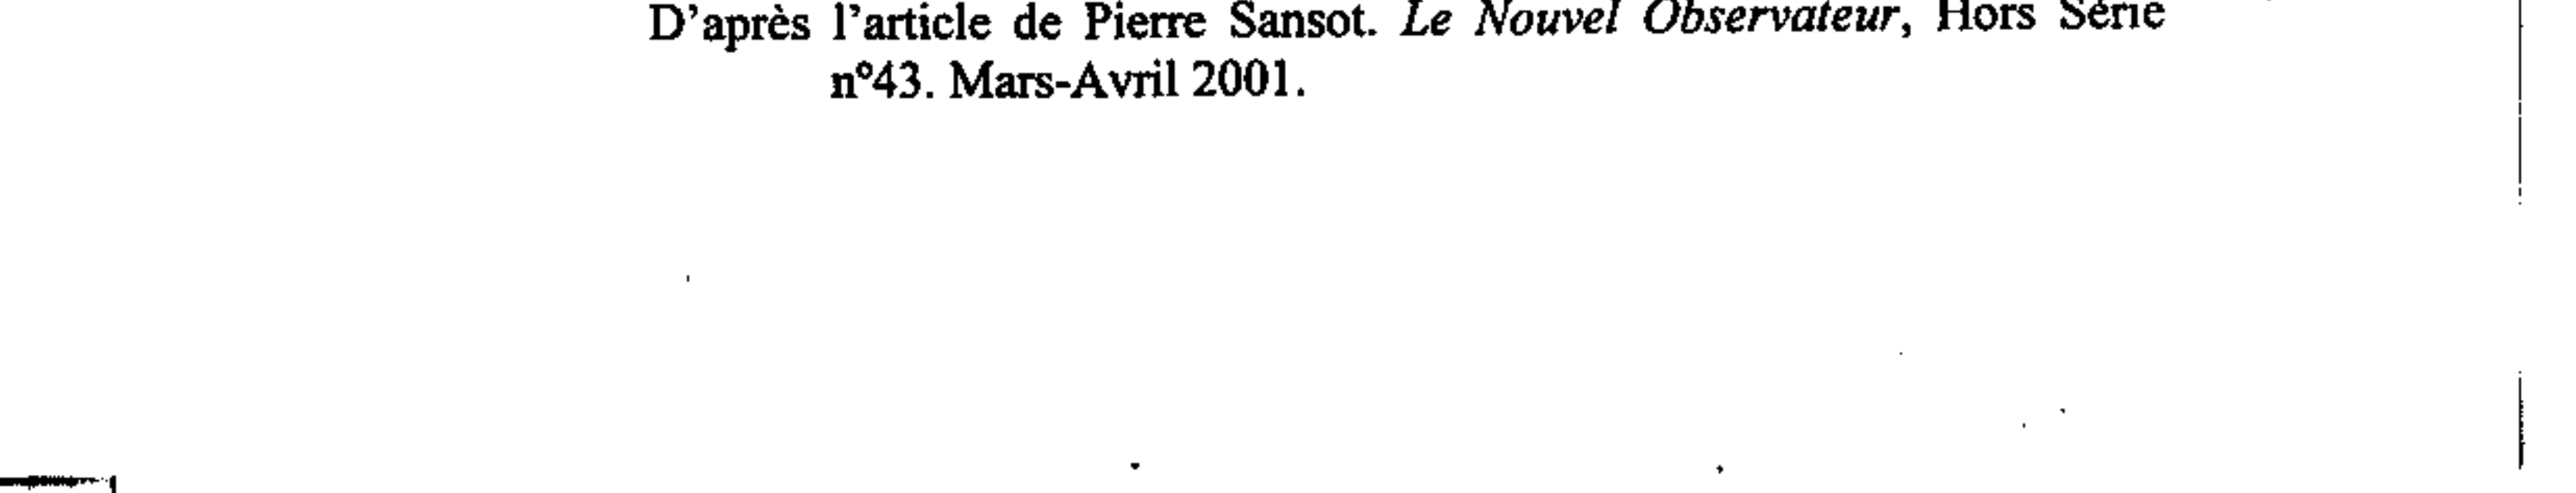 D’après l’article de Pierre Sansot. Le Nouvel Observateur, Hors Série
n°43. Mars-Avril 2001.